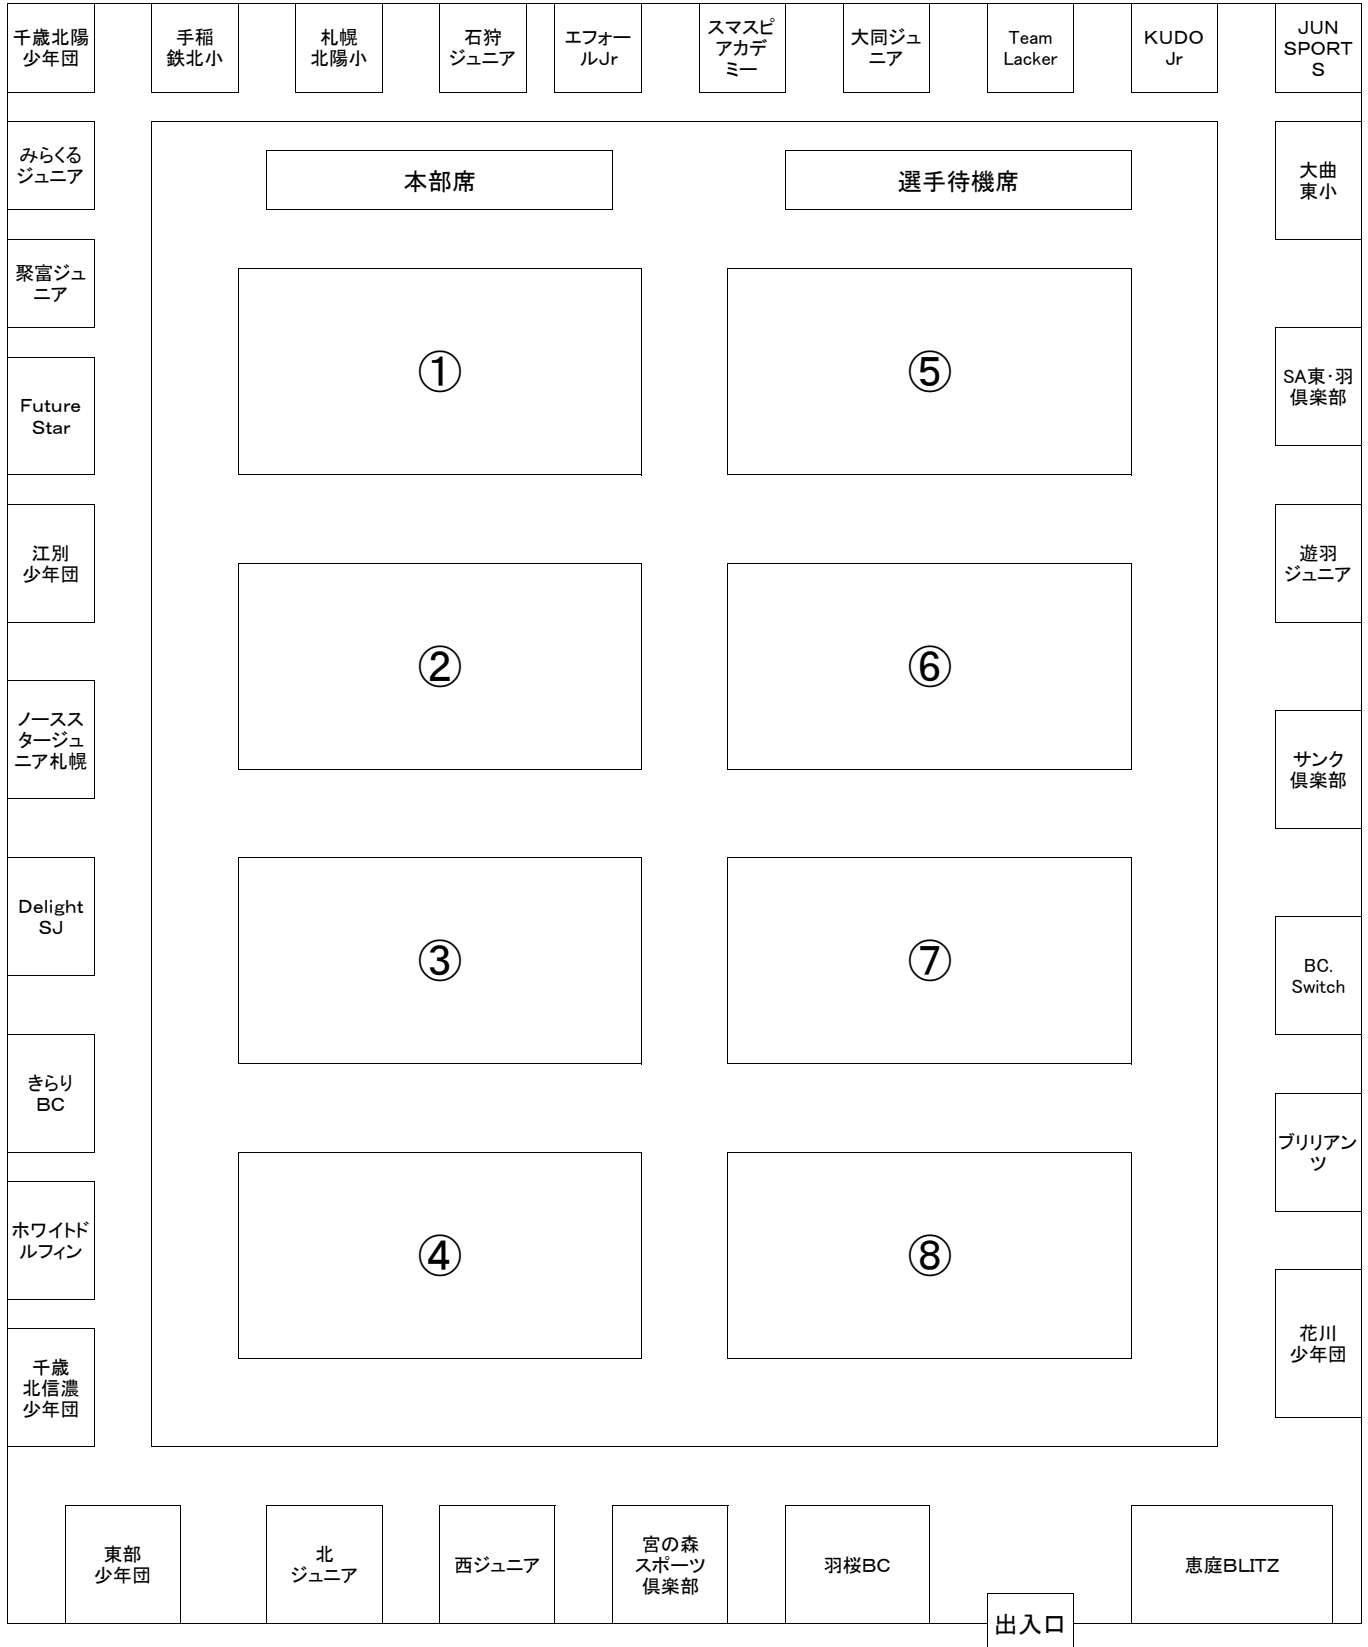 千歳北陽
少年団
手稲
鉄北小
札幌
北陽小
石狩
ジュニア
エフォー
ルJr
スマスピ
アカデ
ミー
大同ジュ
ニア
Team
Lacker
KUDO
Jr
JUN
SPORT
S
みらくる
ジュニア
本部席
選手待機席
大曲
東小
聚富ジュ
ニア
①
⑤
Future
Star
SA東・羽
倶楽部
江別
少年団
遊羽
ジュニア
②
⑥
ノースス
タージュ
ニア札幌
サンク
倶楽部
Delight
SJ
③
⑦
BC.
Switch
きらり
BC
ブリリアン
ツ
ホワイトド
ルフィン
④
⑧
千歳
北信濃
少年団
花川
少年団
東部
少年団
北
ジュニア
西ジュニア
宮の森
スポーツ
倶楽部
羽桜BC
恵庭BLITZ
出入口